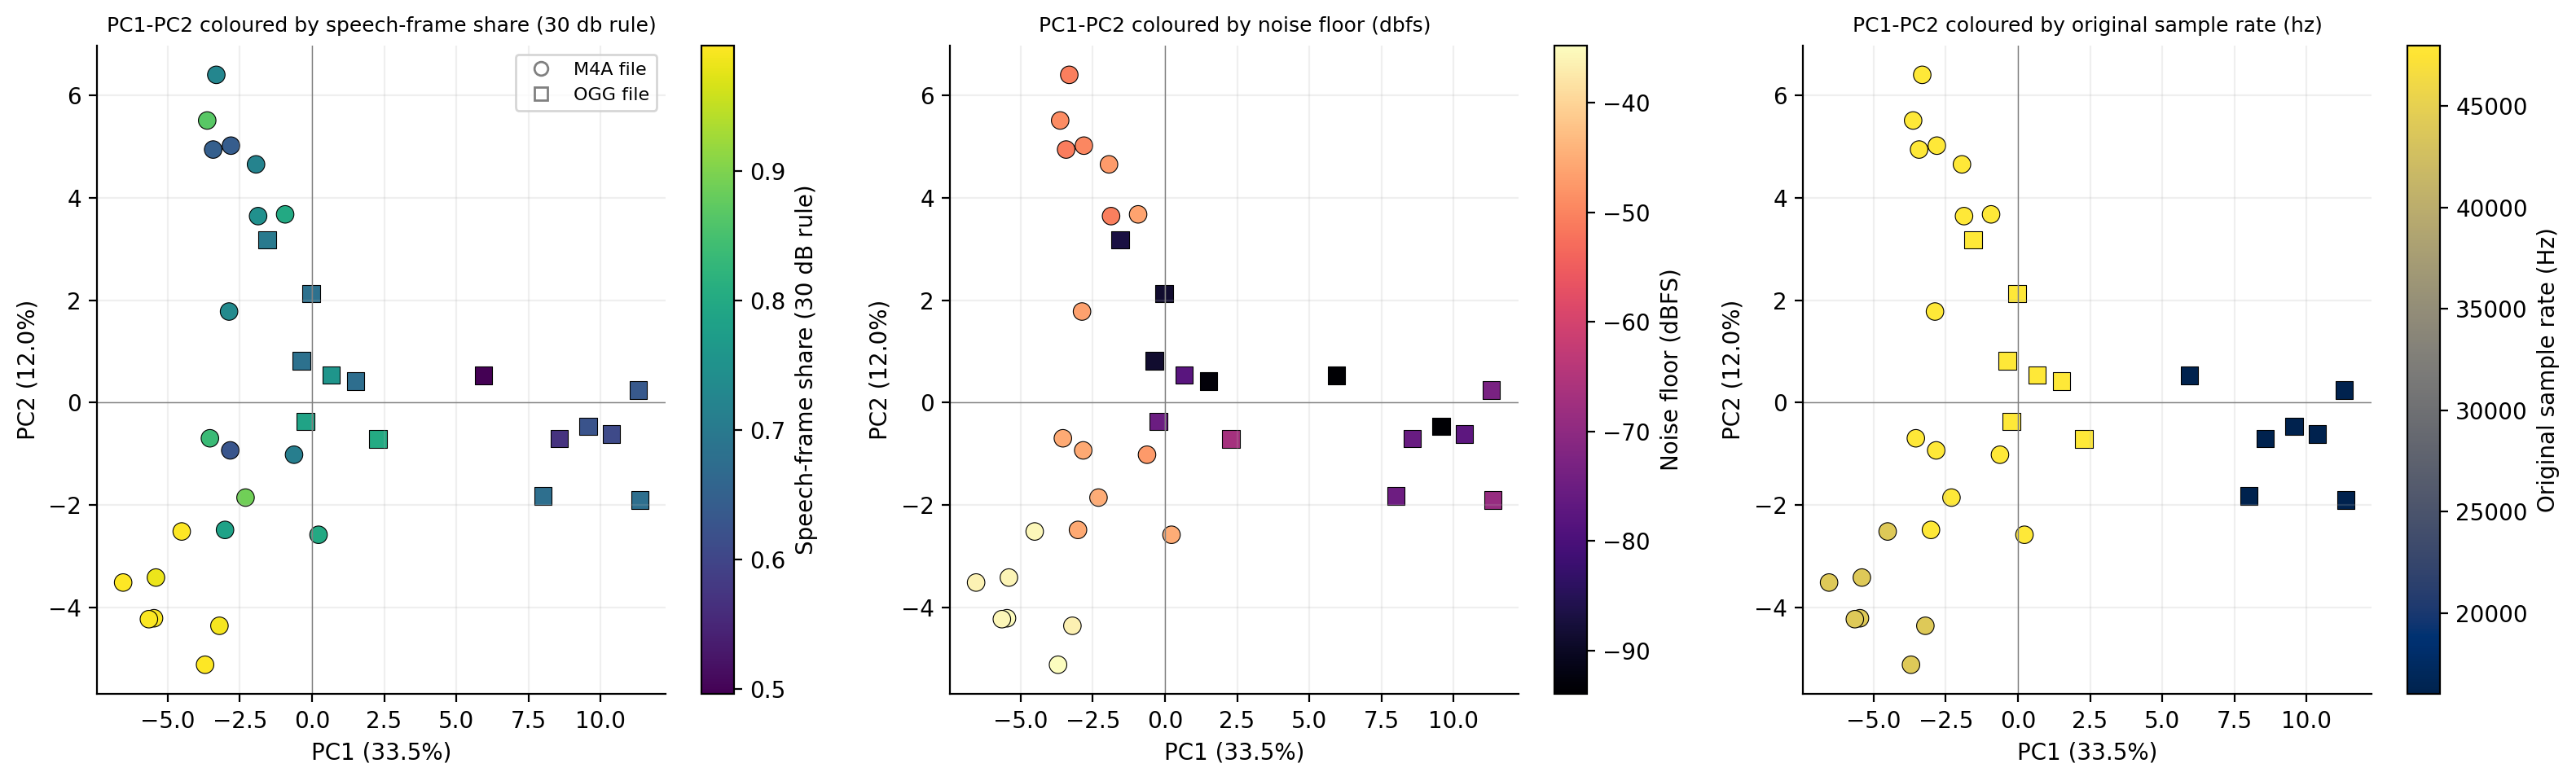 PC1-PC2 coloured by speech-frame share (30 db rule)
M4A file
OGG file
6
4
2
0
−2
−4
PC2 (12.0%)
−5.0 −2.5 0.0 2.5 5.0 7.5 10.0
PC1 (33.5%)
0.9
0.8
0.7
0.6
0.5
Speech-frame share (30 dB rule)
PC1-PC2 coloured by noise floor (dbfs)
6
4
2
0
−2
−4
PC2 (12.0%)
−5.0 −2.5 0.0 2.5 5.0 7.5 10.0
PC1 (33.5%)
−40
−50
−60
−70
−80
−90
Noise floor (dBFS)
PC1-PC2 coloured by original sample rate (hz)
6
4
2
0
−2
−4
PC2 (12.0%)
−5.0 −2.5 0.0 2.5 5.0 7.5 10.0
PC1 (33.5%)
45000
40000
35000
30000
25000
20000
Original sample rate (Hz)